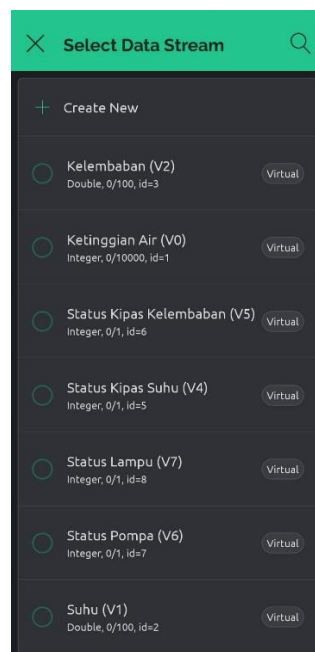 Select Data Stream
Create New
Kelembaban (V2)
Double, 0/100, id=3
Virtual
Ketinggian Air (V0)
Integer, 0/10000, id=1
Virtual
Status Kipas Kelembaban (V5)
Integer, 0/1, id=6
Virtual
Status Kipas Suhu (V4)
Integer, 0/1, id=5
Virtual
Status Lampu (V7)
Integer, 0/1, id=8
Virtual
Status Pompa (V6)
Integer, 0/1, id=7
Virtual
Suhu (V1)
Double, 0/100, id=2
Virtual